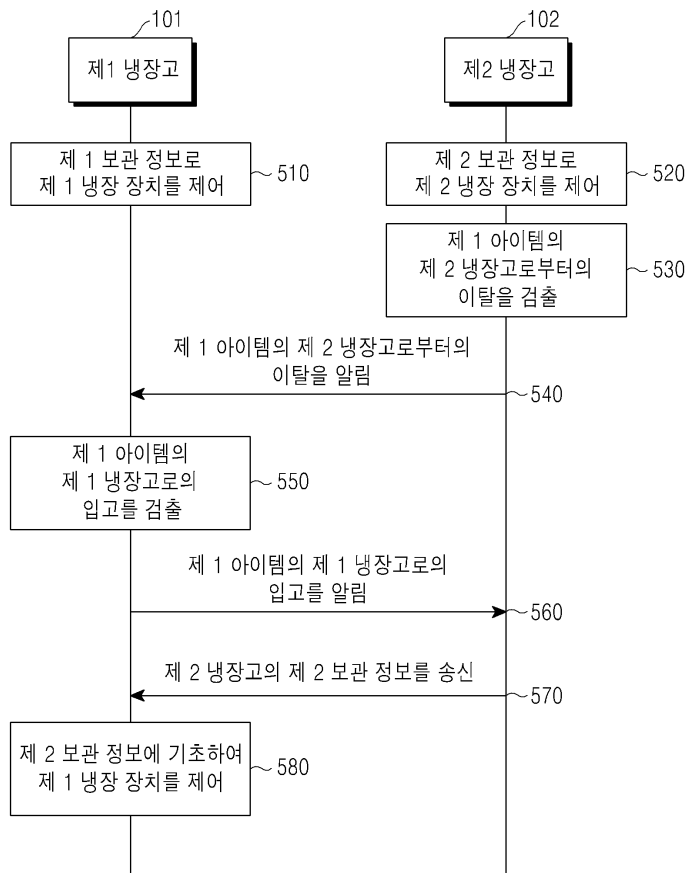 101
102
제1 냉장고
제2 냉장고
제 1 보관 정보로
제 1 냉장 장치를 제어
510
제 2 보관 정보로
제 2 냉장 장치를 제어
520
제 1 아이템의
제 2 냉장고로부터의
이탈을 검출
530
제 1 아이템의 제 2 냉장고로부터의
이탈을 알림
540
제 1 아이템의
제 1 냉장고로의
입고를 검출
550
제 1 아이템의 제 1 냉장고로의
입고를 알림
560
제 2 냉장고의 제 2 보관 정보를 송신
570
제 2 보관 정보에 기초하여
제 1 냉장 장치를 제어
580